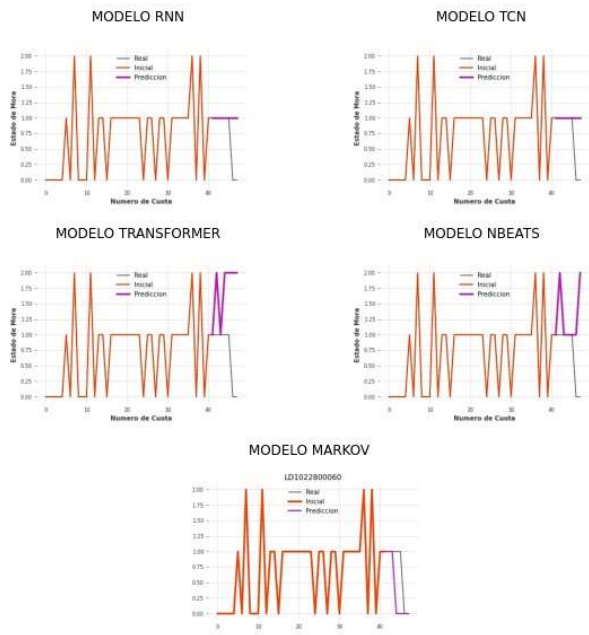 MODELO RNN
MODELO TCN
2.00
1.75
1.50
1.25
1.00
0.75
0.50
0.25
0.00
Estado de Mora
Real
Inicial
Prediccion
0 10 20 30 40
Numero de Cuota
2.00
1.75
1.50
1.25
1.00
0.75
0.50
0.25
0.00
Estado de Mora
Real
Inicial
Prediccion
0 10 20 30 40
Numero de Cuota
MODELO TRANSFORMER
MODELO NBEATS
2.00
1.75
1.50
1.25
1.00
0.75
0.50
0.25
0.00
Estado de Mora
Real
Inicial
Prediccion
0 10 20 30 40
Numero de Cuota
2.00
1.75
1.50
1.25
1.00
0.75
0.50
0.25
0.00
Estado de Mora
Real
Inicial
Prediccion
0 10 20 30 40
Numero de Cuota
MODELO MARKOV
LD1022800060
2.00
1.75
1.50
1.25
1.00
0.75
0.50
0.25
0.00
Real
Inicial
Prediccion
0 10 20 30 40